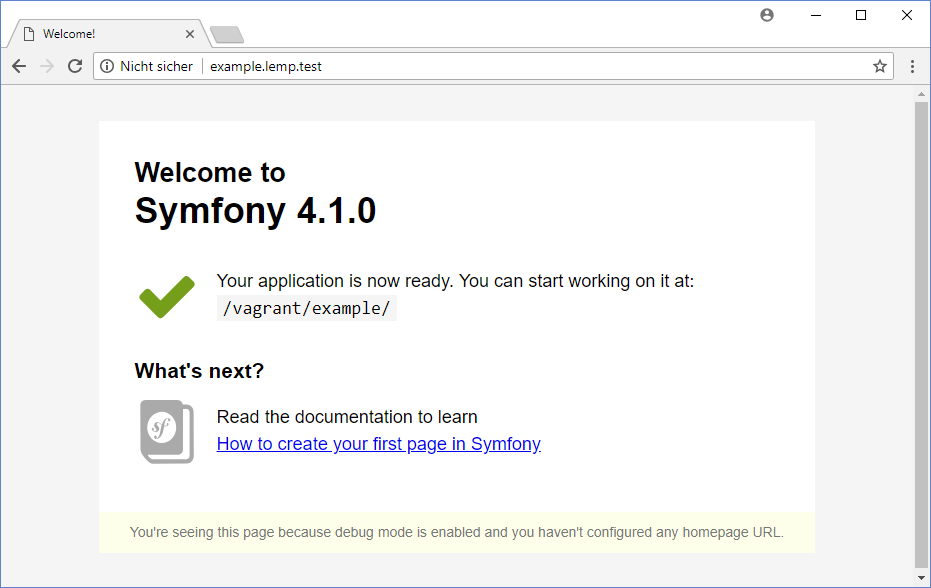 Welcome!
Nicht sicher example.lemp.test
Welcome to
Symfony 4.1.0
Your application is now ready. You can start working on it at:
/vagrant/example/
What's next?
sf
Read the documentation to learn
How to create your first page in Symfony
You're seeing this page because debug mode is enabled and you haven't configured any homepage URL.